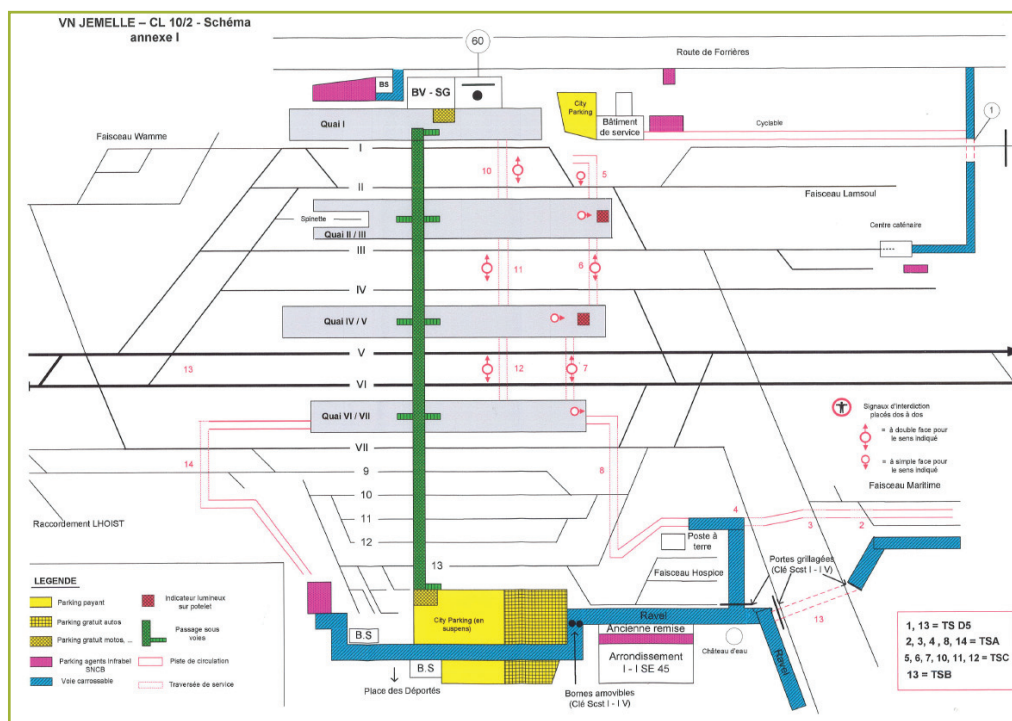 VN JEMELLE – CL 10/2 - Schéma
annexe I
60
Route de Forrières
BS
BV - SG
City
Parking
Bâtiment
de service
Cyclable
1
Quai I
Faisceau Wamme
I
10
5
II
Faisceau Lamsoul
Spinette
Quai II / III
Centre caténaire
III
11
6
IV
Quai IV / V
V
13
12
7
VI
Quai VI / VII
Signaux d'interdiction
placés dos à dos
= à double face pour
le sens indiqué
= à simple face pour
le sens indiqué
VII
14
9
8
Faisceau Maritime
10
Raccordement LHOIST
11
4
3
2
12
Poste à
terre
Portes grillagées
(Clé Scst I - I V)
13
Faisceau Hospice
LEGENDE
Parking payant
Indicateur lumineux
sur potelet
Parking gratuit autos
Parking gratuit motos, ...
Passage sous
voies
Parking agents Infrabel
SNCB
Piste de circulation
Voie carrossable
Traversée de service
City Parking (en
suspens)
B.S
B.S
Place des Déportés
Ravel
Ancienne remise
Arrondissement
I - I SE 45
Château d'eau
Ravel
13
Bornes amovibles
(Clé Scst I - I V)
1, 13 = TS D5
2, 3, 4 , 8, 14 = TSA
5, 6, 7, 10, 11, 12 = TSC
13 = TSB